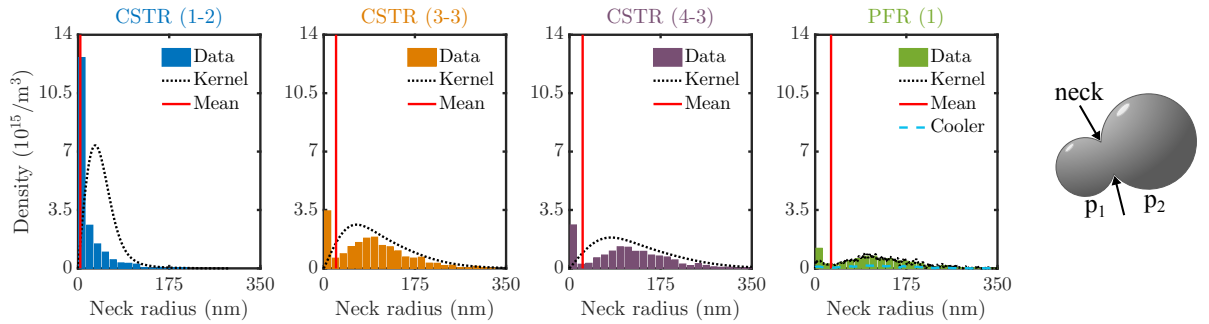 CSTR (1-2)
CSTR (3-3)
CSTR (4-3)
PFR (1)
Density (10¹⁵/m³)
14
10.5
7
3.5
0
Data
Kernel
Mean
0
175
350
Neck radius (nm)
14
10.5
7
3.5
0
Data
Kernel
Mean
0
175
350
Neck radius (nm)
14
10.5
7
3.5
0
Data
Kernel
Mean
0
175
350
Neck radius (nm)
14
10.5
7
3.5
0
Data
Kernel
Mean
Cooler
0
175
350
Neck radius (nm)
neck
p₁
p₂